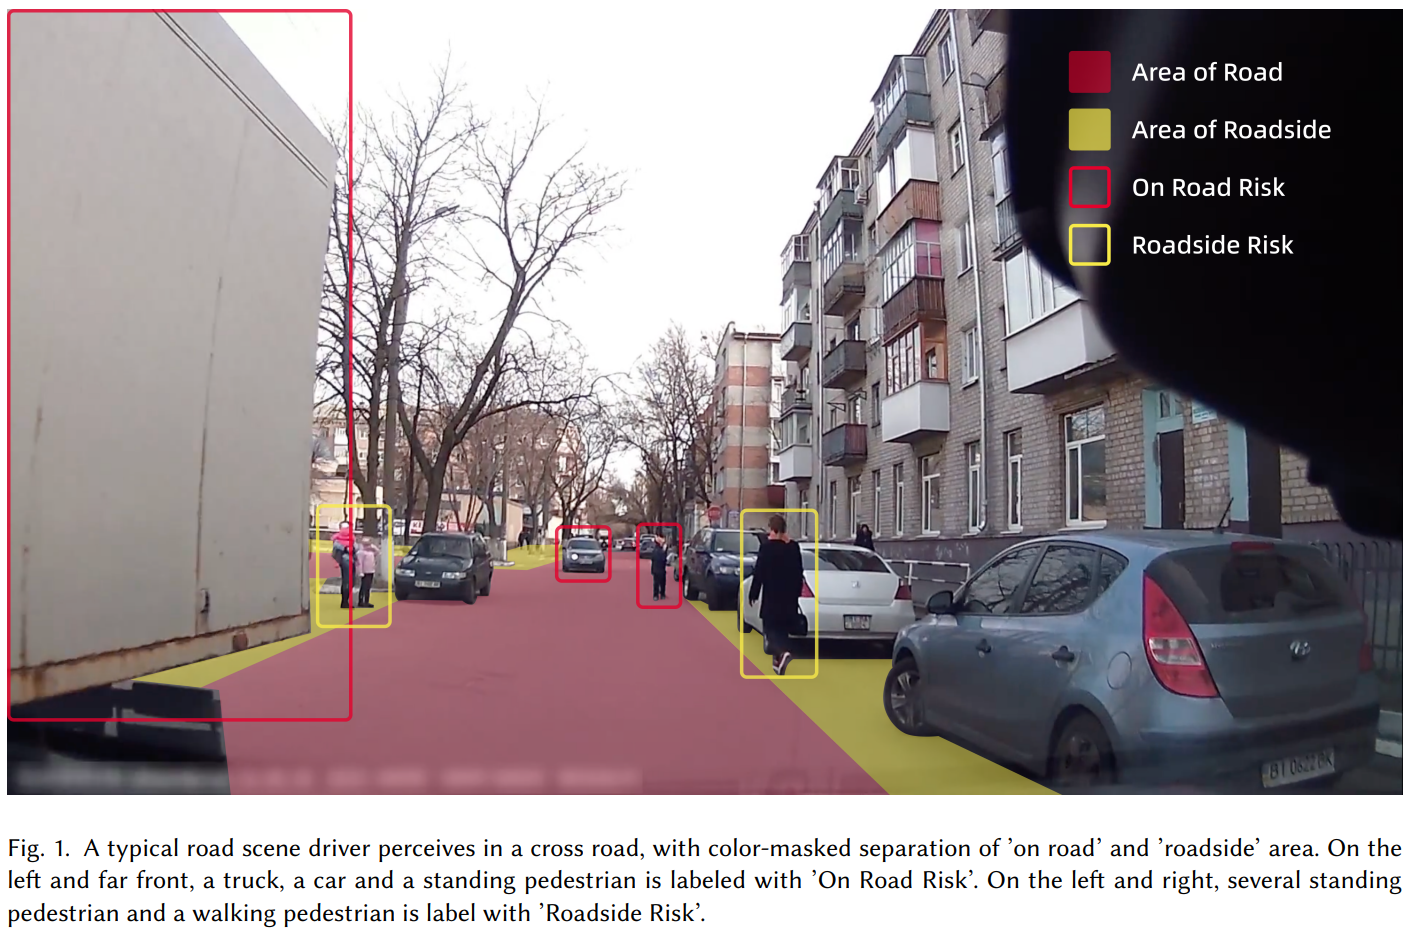 Area of Road
Area of Roadside
On Road Risk
Roadside Risk
BI 0622 BK
Fig. 1. A typical road scene driver perceives in a cross road, with color-masked separation of 'on road' and 'roadside' area. On the
left and far front, a truck, a car and a standing pedestrian is labeled with 'On Road Risk'. On the left and right, several standing
pedestrian and a walking pedestrian is label with 'Roadside Risk'.